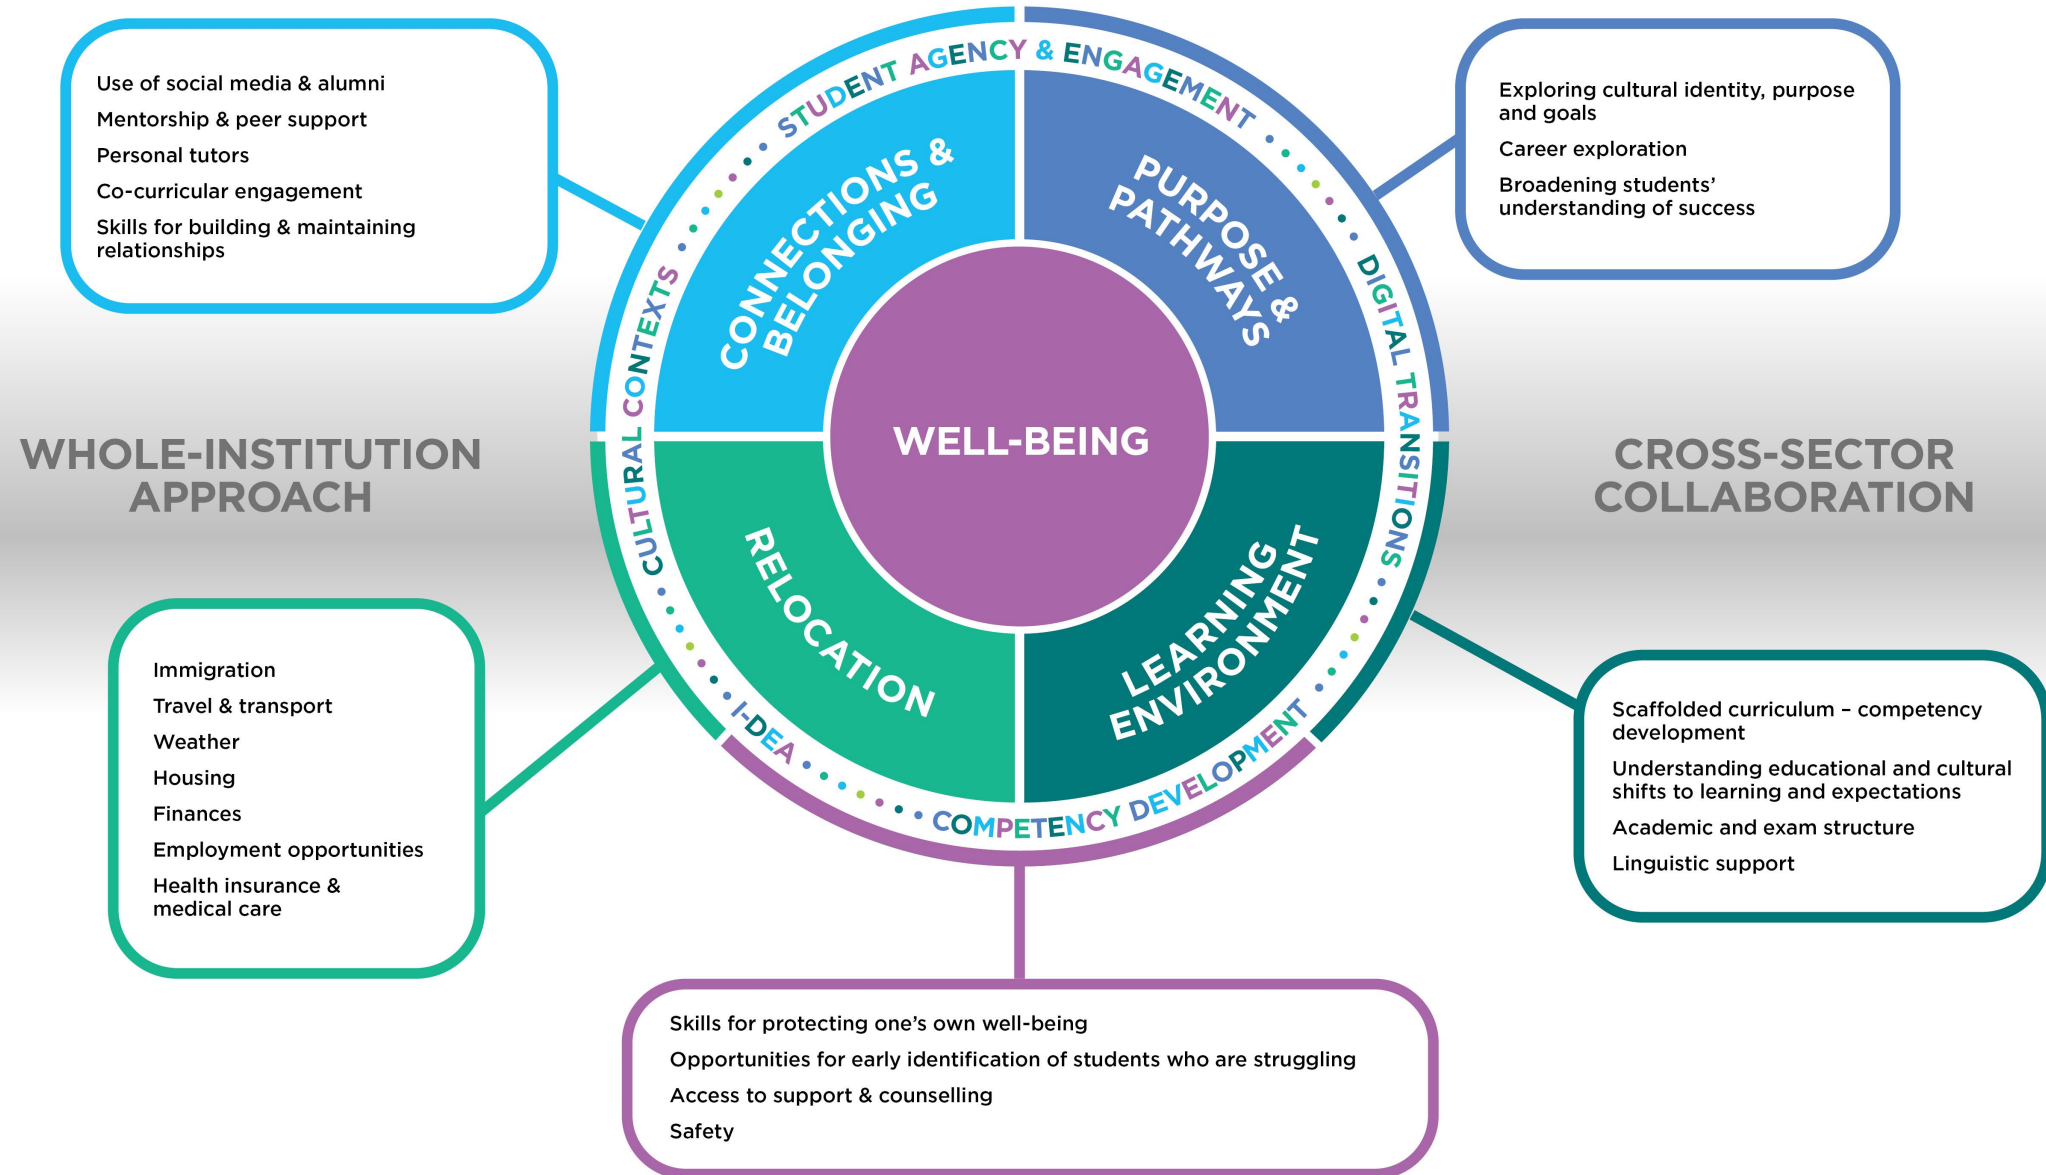 Use of social media & alumni
Mentorship & peer support
Personal tutors
Co-curricular engagement
Skills for building & maintaining
relationships
Exploring cultural identity, purpose
and goals
Career exploration
Broadening students’
understanding of success
STUDENT AGENCY & ENGAGEMENT
DIGITAL TRANSITIONS
COMPETENCY DEVELOPMENT
I-DEA
CULTURAL CONTEXTS
CONNECTIONS &
BELONGING
PURPOSE &
PATHWAYS
WELL-BEING
RELOCATION
LEARNING
ENVIRONMENT
WHOLE-INSTITUTION
APPROACH
CROSS-SECTOR
COLLABORATION
Immigration
Travel & transport
Weather
Housing
Finances
Employment opportunities
Health insurance &
medical care
Scaffolded curriculum – competency
development
Understanding educational and cultural
shifts to learning and expectations
Academic and exam structure
Linguistic support
Skills for protecting one’s own well-being
Opportunities for early identification of students who are struggling
Access to support & counselling
Safety